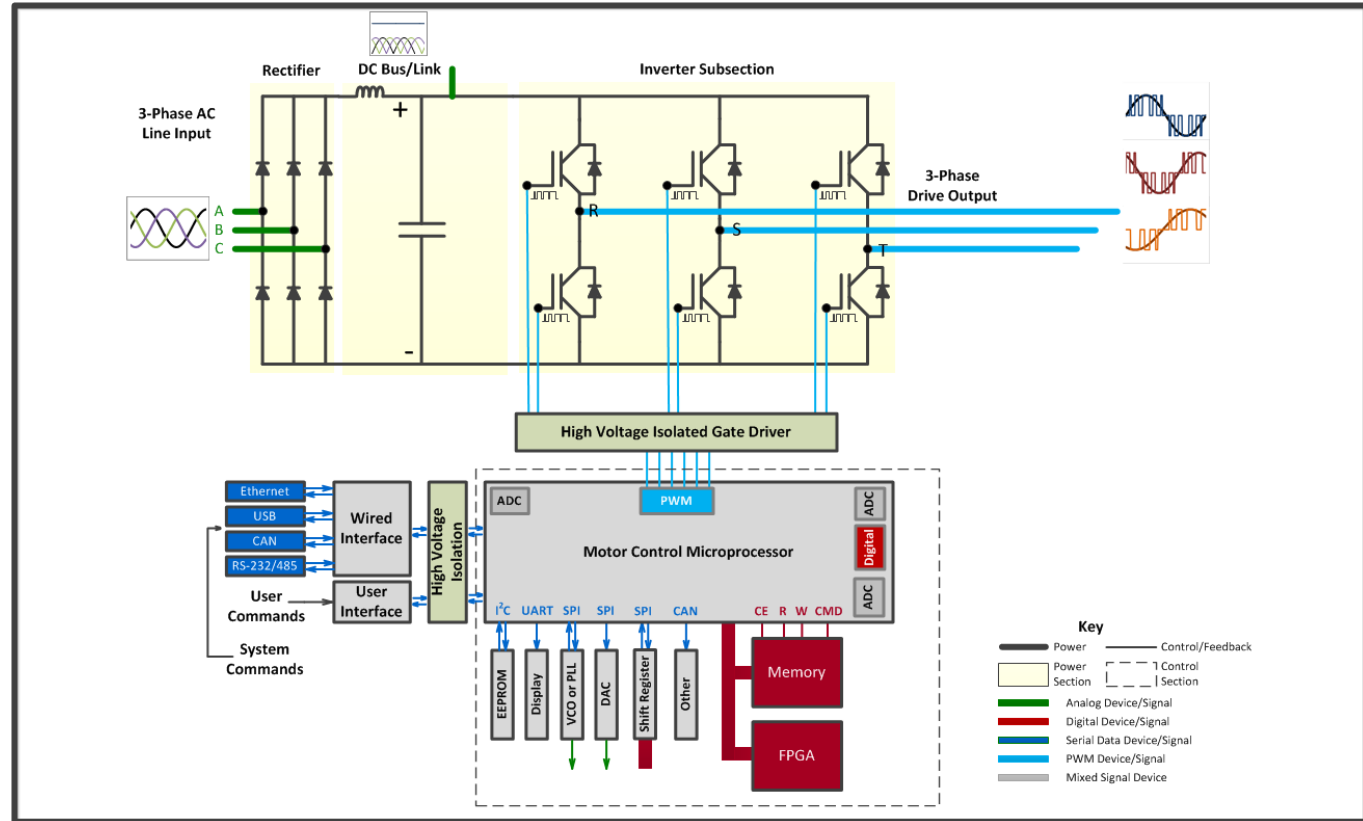 Rectifier
DC Bus/Link
Inverter Subsection
3-Phase AC
Line Input
+
A
B
C
-
R
S
T
3-Phase
Drive Output
High Voltage Isolated Gate Driver
Ethernet
USB
CAN
RS-232/485
Wired
Interface
User
Interface
High Voltage
Isolation
User
Commands
System
Commands
ADC
PWM
ADC
Digital
ADC
Motor Control Microprocessor
I²C
UART
SPI
SPI
SPI
CAN
CE
R
W
CMD
EEPROM
Display
VCO or PLL
DAC
Shift Register
Other
Memory
FPGA
Key
Power
Control/Feedback
Power
Section
Control
Section
Analog Device/Signal
Digital Device/Signal
Serial Data Device/Signal
PWM Device/Signal
Mixed Signal Device